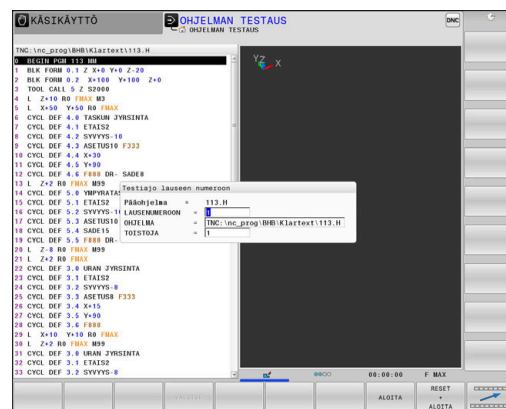 KÄSIKÄYTTÖ
OHJELMAN TESTAUS
OHJELMAN TESTAUS
DNC
TNC:\nc_prog\BHB\Klartext\113.H
0 BEGIN PGM 113 MM
1 BLK FORM 0.1 Z X+0 Y+0 Z-20
2 BLK FORM 0.2 X+100 Y+100 Z+0
3 TOOL CALL 5 Z S2000
4 L Z+10 R0 FMAX M3
5 L X+50 Y+50 R0 FMAX
6 CYCL DEF 4.0 TASKUN JYRSINTA
7 CYCL DEF 4.1 ETAIS2
8 CYCL DEF 4.2 SYVYYS-10
9 CYCL DEF 4.3 ASETUS10 F333
10 CYCL DEF 4.4 X+30
11 CYCL DEF 4.5 Y+90
12 CYCL DEF 4.6 F888 DR- SADE8
13 L Z+2 R0 FMAX M99
14 CYCL DEF 5.0 YMPYRATAS
15 CYCL DEF 5.1 ETAIS2
16 CYCL DEF 5.2 SYVYYS-1
17 CYCL DEF 5.3 ASETUS10
18 CYCL DEF 5.4 SADE15
19 CYCL DEF 5.5 F888 DR-
20 L Z-8 R0 FMAX M99
21 L Z+2 R0 FMAX
22 CYCL DEF 3.0 URAN JYRSINTA
23 CYCL DEF 3.1 ETAIS2
24 CYCL DEF 3.2 SYVYYS-8
25 CYCL DEF 3.3 ASETUS8 F333
26 CYCL DEF 3.4 X+15
27 CYCL DEF 3.5 Y+90
28 CYCL DEF 3.6 F888
29 L X+10 Y+10 R0 FMAX
30 L Z+2 R0 FMAX M99
31 CYCL DEF 3.0 URAN JYRSINTA
32 CYCL DEF 3.1 ETAIS2
33 CYCL DEF 3.2 SYVYYS-8
YZ X
Testiajo lauseen numeroon
Pääohjelma = 113.H
LAUSENUMEROON = 1
OHJELMA = TNC:\nc_prog\BHB\Klartext\113.H
TOISTOJA = 1
00:00:00 F MAX
ALOITA
RESET
+
ALOITA